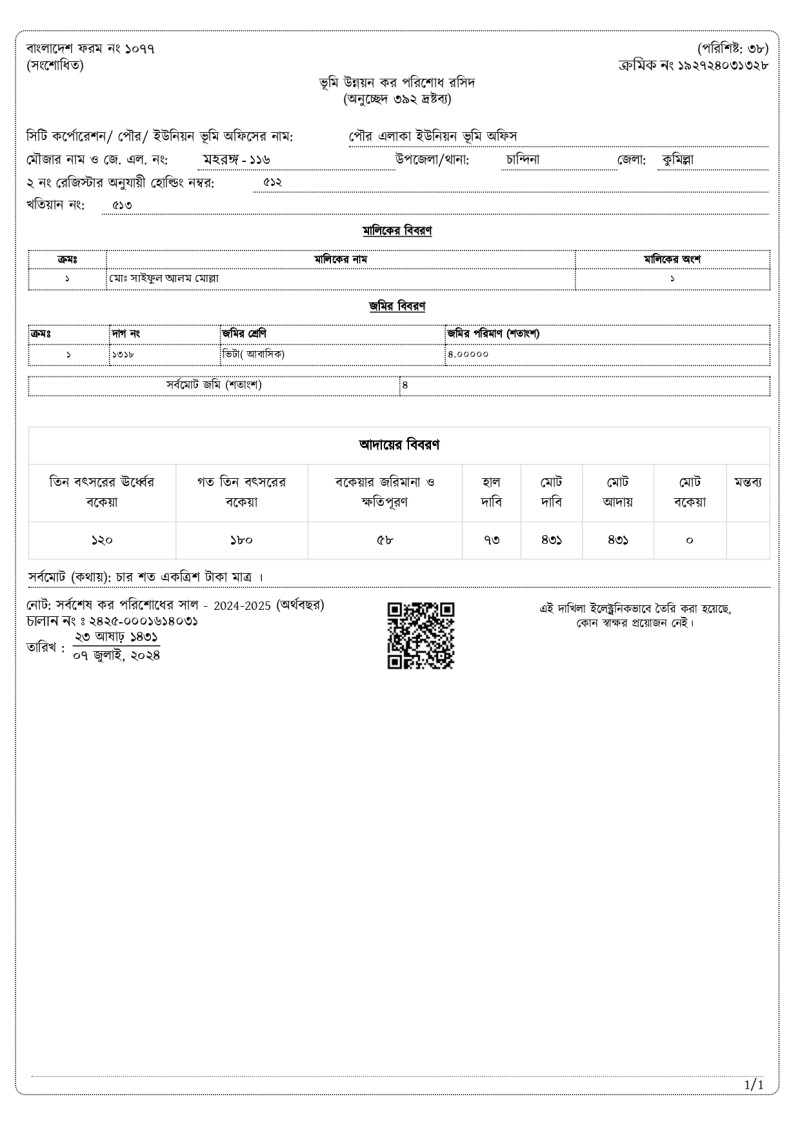 বাংলাদেশ ফরম নং ১০৭৭
(সংশোধিত)
(পরিশিষ্ট: ৩৮)
ক্রমিক নং ১৯২৭২৪০৩১৩২৮
ভূমি উন্নয়ন কর পরিশোধ রসিদ
(অনুচ্ছেদ ৩৯২ দ্রষ্টব্য)
সিটি কর্পোরেশন/ পৌর/ ইউনিয়ন ভূমি অফিসের নাম: পৌর এলাকা ইউনিয়ন ভূমি অফিস
মৌজার নাম ও জে. এল. নং: মহরঙ্গ - ১১৬ উপজেলা/থানা: চান্দিনা জেলা: কুমিল্লা
২ নং রেজিস্টার অনুযায়ী হোল্ডিং নম্বর: ৫১২
খতিয়ান নং: ৫১৩
মালিকের বিবরণ
ক্রমঃ মালিকের নাম মালিকের অংশ
১ মোঃ সাইফুল আলম মোল্লা ১
জমির বিবরণ
ক্রমঃ দাগ নং জমির শ্রেণি জমির পরিমাণ (শতাংশ)
১ ১৩১৮ ভিটা( আবাসিক) ৪.০০০০০
সর্বমোট জমি (শতাংশ) ৪
আদায়ের বিবরণ
তিন বৎসরের ঊর্ধ্বের বকেয়া গত তিন বৎসরের বকেয়া বকেয়ার জরিমানা ও ক্ষতিপূরণ হাল দাবি মোট দাবি মোট আদায় মোট বকেয়া মন্তব্য
১২০ ১৮০ ৫৮ ৭৩ ৪৩১ ৪৩১ ০
সর্বমোট (কথায়): চার শত একত্রিশ টাকা মাত্র ।
নোট: সর্বশেষ কর পরিশোধের সাল - 2024-2025 (অর্থবছর)
চালান নং ঃ ২৪২৫-০০০১৬১৪০৩১
তারিখ : ২৩ আষাঢ় ১৪৩১
০৭ জুলাই, ২০২৪
এই দাখিলা ইলেক্ট্রনিকভাবে তৈরি করা হয়েছে,
কোন স্বাক্ষর প্রয়োজন নেই।
1/1